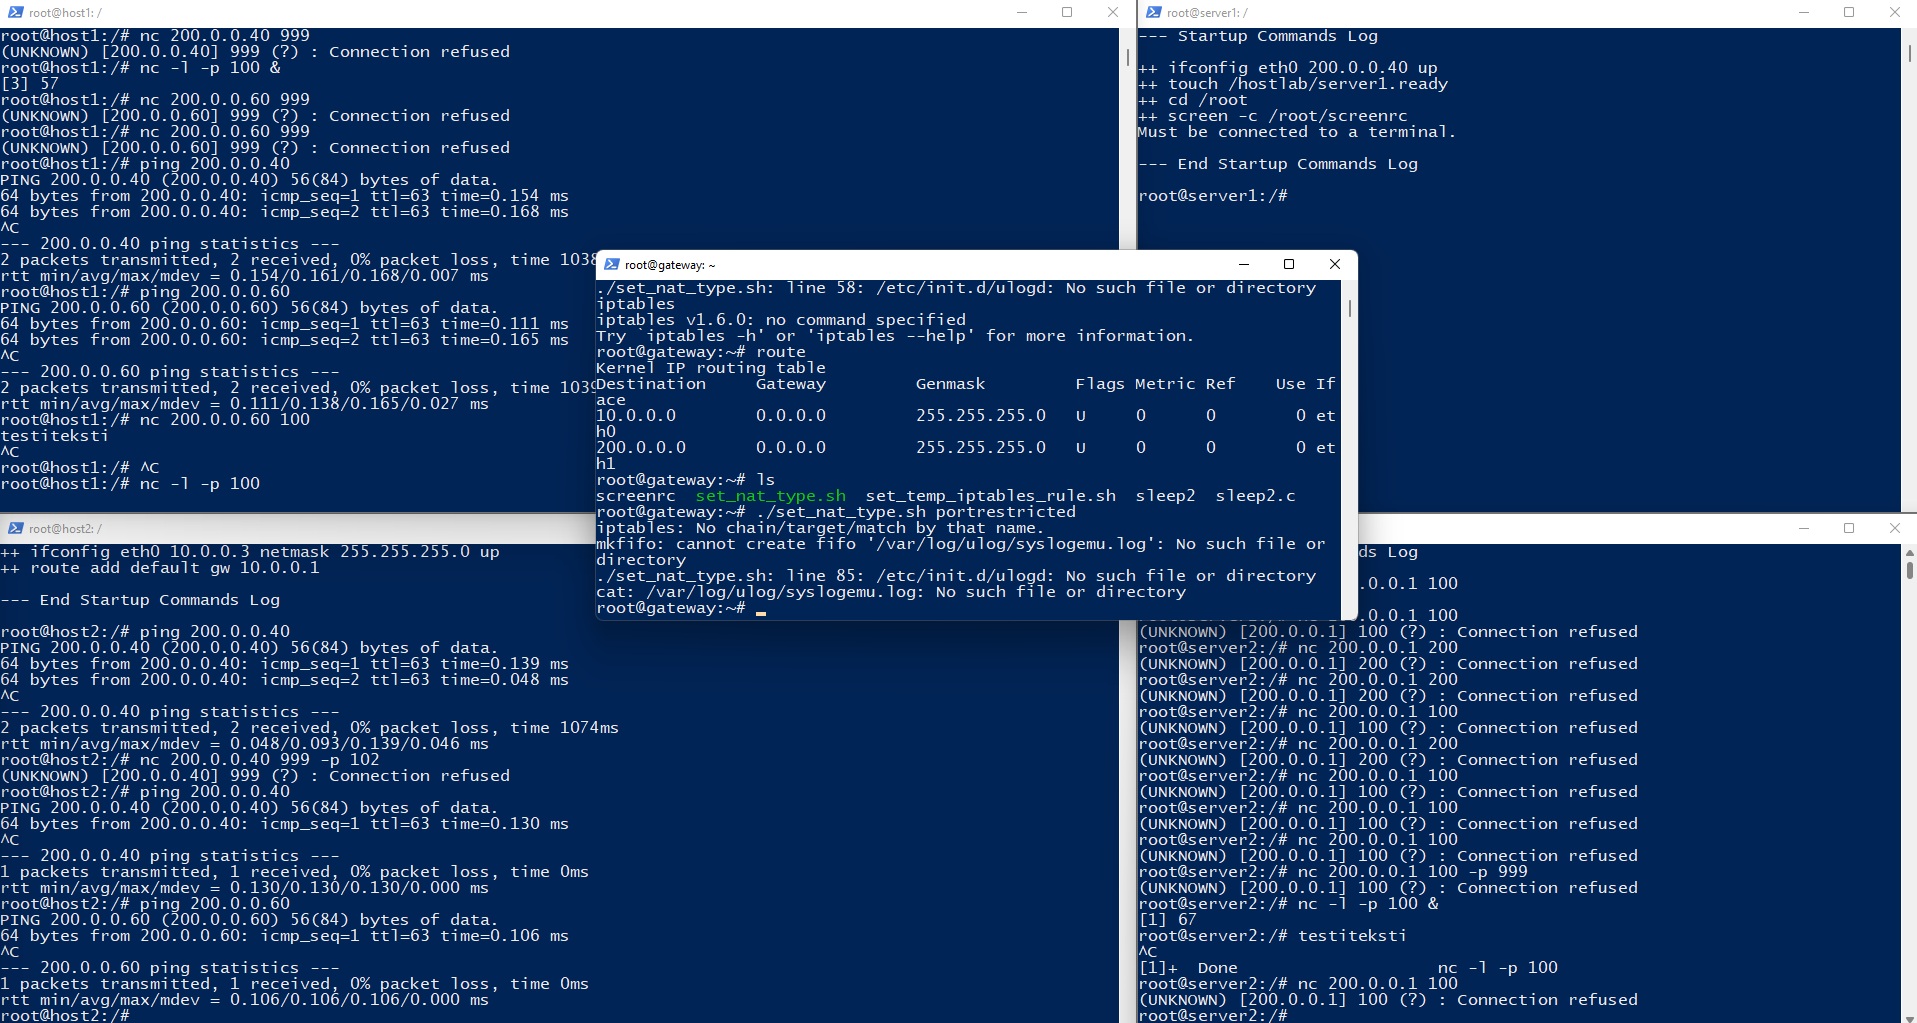 root@host1: /
root@host1:/# nc 200.0.0.40 999
(UNKNOWN) [200.0.0.40] 999 (?) : Connection refused
root@host1:/# nc -l -p 100 &
[3] 57
root@host1:/# nc 200.0.0.60 999
(UNKNOWN) [200.0.0.60] 999 (?) : Connection refused
root@host1:/# nc 200.0.0.60 999
(UNKNOWN) [200.0.0.60] 999 (?) : Connection refused
root@host1:/# ping 200.0.0.40
PING 200.0.0.40 (200.0.0.40) 56(84) bytes of data.
64 bytes from 200.0.0.40: icmp_seq=1 ttl=63 time=0.154 ms
64 bytes from 200.0.0.40: icmp_seq=2 ttl=63 time=0.168 ms
^C
--- 200.0.0.40 ping statistics ---
2 packets transmitted, 2 received, 0% packet loss, time 1038
rtt min/avg/max/mdev = 0.154/0.161/0.168/0.007 ms
root@host1:/# ping 200.0.0.60
PING 200.0.0.60 (200.0.0.60) 56(84) bytes of data.
64 bytes from 200.0.0.60: icmp_seq=1 ttl=63 time=0.111 ms
64 bytes from 200.0.0.60: icmp_seq=2 ttl=63 time=0.165 ms
^C
--- 200.0.0.60 ping statistics ---
2 packets transmitted, 2 received, 0% packet loss, time 1039
rtt min/avg/max/mdev = 0.111/0.138/0.165/0.027 ms
root@host1:/# nc 200.0.0.60 100
testiteksti
^C
root@host1:/# ^C
root@host1:/# nc -l -p 100
root@server1: /
--- Startup Commands Log
++ ifconfig eth0 200.0.0.40 up
++ touch /hostlab/server1.ready
++ cd /root
++ screen -c /root/screenrc
Must be connected to a terminal.
--- End Startup Commands Log
root@server1:/#
root@gateway: ~
./set_nat_type.sh: line 58: /etc/init.d/ulogd: No such file or directory
iptables
iptables v1.6.0: no command specified
Try `iptables -h' or 'iptables --help' for more information.
root@gateway:~# route
Kernel IP routing table
Destination     Gateway         Genmask         Flags Metric Ref    Use If
ace
10.0.0.0        0.0.0.0         255.255.255.0   U     0      0        0 et
h0
200.0.0.0       0.0.0.0         255.255.255.0   U     0      0        0 et
h1
root@gateway:~# ls
screenrc  set_nat_type.sh  set_temp_iptables_rule.sh  sleep2  sleep2.c
root@gateway:~# ./set_nat_type.sh portrestricted
iptables: No chain/target/match by that name.
mkfifo: cannot create fifo '/var/log/ulog/syslogemu.log': No such file or
directory
./set_nat_type.sh: line 85: /etc/init.d/ulogd: No such file or directory
cat: /var/log/ulog/syslogemu.log: No such file or directory
root@gateway:~#
root@host2: /
++ ifconfig eth0 10.0.0.3 netmask 255.255.255.0 up
++ route add default gw 10.0.0.1
--- End Startup Commands Log
root@host2:/# ping 200.0.0.40
PING 200.0.0.40 (200.0.0.40) 56(84) bytes of data.
64 bytes from 200.0.0.40: icmp_seq=1 ttl=63 time=0.139 ms
64 bytes from 200.0.0.40: icmp_seq=2 ttl=63 time=0.048 ms
^C
--- 200.0.0.40 ping statistics ---
2 packets transmitted, 2 received, 0% packet loss, time 1074ms
rtt min/avg/max/mdev = 0.048/0.093/0.139/0.046 ms
root@host2:/# nc 200.0.0.40 999 -p 102
(UNKNOWN) [200.0.0.40] 999 (?) : Connection refused
root@host2:/# ping 200.0.0.40
PING 200.0.0.40 (200.0.0.40) 56(84) bytes of data.
64 bytes from 200.0.0.40: icmp_seq=1 ttl=63 time=0.130 ms
^C
--- 200.0.0.40 ping statistics ---
1 packets transmitted, 1 received, 0% packet loss, time 0ms
rtt min/avg/max/mdev = 0.130/0.130/0.130/0.000 ms
root@host2:/# ping 200.0.0.60
PING 200.0.0.60 (200.0.0.60) 56(84) bytes of data.
64 bytes from 200.0.0.60: icmp_seq=1 ttl=63 time=0.106 ms
^C
--- 200.0.0.60 ping statistics ---
1 packets transmitted, 1 received, 0% packet loss, time 0ms
rtt min/avg/max/mdev = 0.106/0.106/0.106/0.000 ms
root@host2:/#
ds Log
.0.0.1 100
200.0.0.1 100
(UNKNOWN) [200.0.0.1] 100 (?) : Connection refused
root@server2:/# nc 200.0.0.1 200
(UNKNOWN) [200.0.0.1] 200 (?) : Connection refused
root@server2:/# nc 200.0.0.1 200
(UNKNOWN) [200.0.0.1] 200 (?) : Connection refused
root@server2:/# nc 200.0.0.1 100
(UNKNOWN) [200.0.0.1] 100 (?) : Connection refused
root@server2:/# nc 200.0.0.1 200
(UNKNOWN) [200.0.0.1] 200 (?) : Connection refused
root@server2:/# nc 200.0.0.1 100
(UNKNOWN) [200.0.0.1] 100 (?) : Connection refused
root@server2:/# nc 200.0.0.1 100
(UNKNOWN) [200.0.0.1] 100 (?) : Connection refused
root@server2:/# nc 200.0.0.1 100
(UNKNOWN) [200.0.0.1] 100 (?) : Connection refused
root@server2:/# nc 200.0.0.1 100 -p 999
(UNKNOWN) [200.0.0.1] 100 (?) : Connection refused
root@server2:/# nc -l -p 100 &
[1] 67
root@server2:/# testiteksti
^C
[1]+  Done                    nc -l -p 100
root@server2:/# nc 200.0.0.1 100
(UNKNOWN) [200.0.0.1] 100 (?) : Connection refused
root@server2:/#